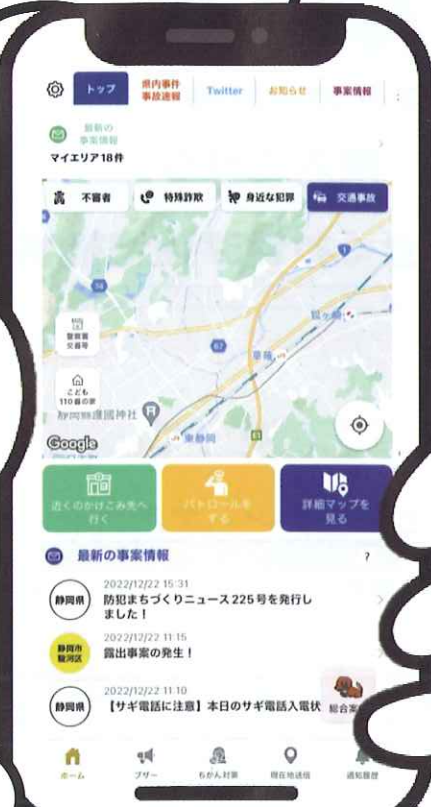 トップ
県内事件
事故速報
Twitter
お知らせ
事案情報
最新の
事案情報
マイエリア18件
不審者
特殊詐欺
身近な犯罪
交通事故
1
74
警察署
交番等
67
草薙
こども
110番の家
静岡縣護國神社
東静岡
Google
近くのかけこみ先へ
行く
パトロールを
する
詳細マップを
見る
最新の事案情報
?
静岡県
2022/12/22 15:31
防犯まちづくりニュース225号を発行し
ました!
静岡市
駿河区
2022/12/22 11:15
露出事案の発生!
静岡県
2022/12/22 11:10
【サギ電話に注意】本日のサギ電話入電状
総合案
ホーム
ブザー
ちかん対策
現在地送信
通知履歴